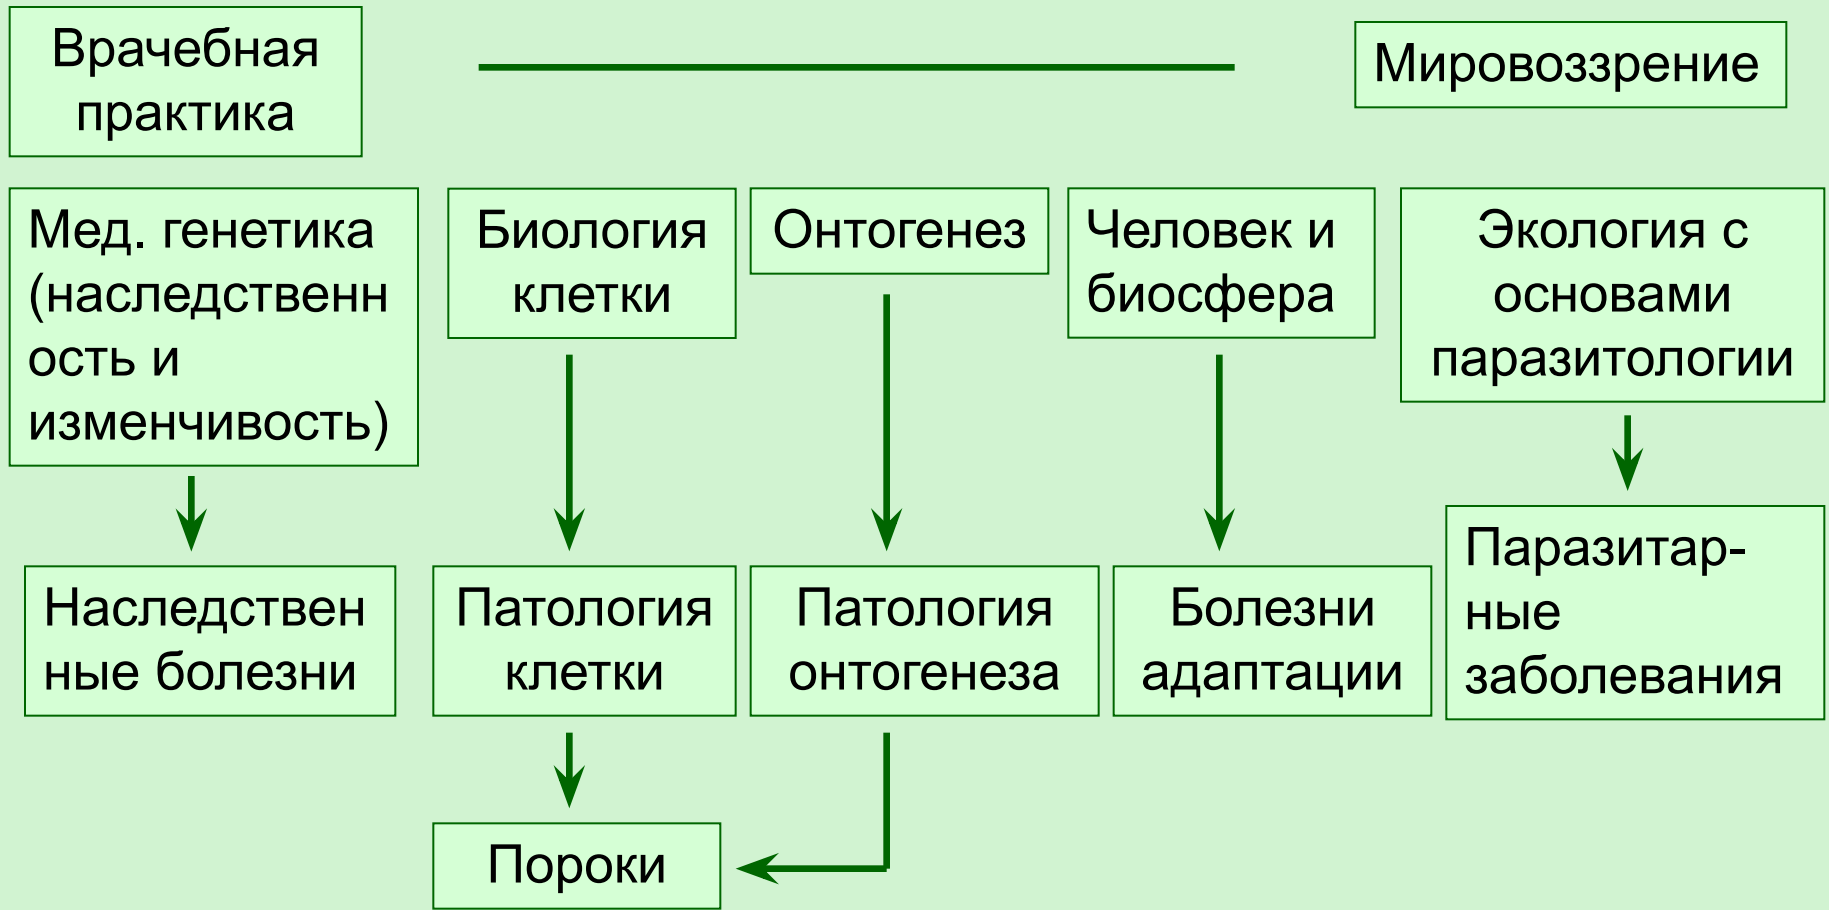 Врачебная
практика
Мировоззрение
Мед. генетика
(наследственн
ость и
изменчивость)
Биология
клетки
Онтогенез
Человек и
биосфера
Экология с
основами
паразитологии
Наследствен
ные болезни
Патология
клетки
Патология
онтогенеза
Болезни
адаптации
Паразитар-
ные
заболевания
Пороки